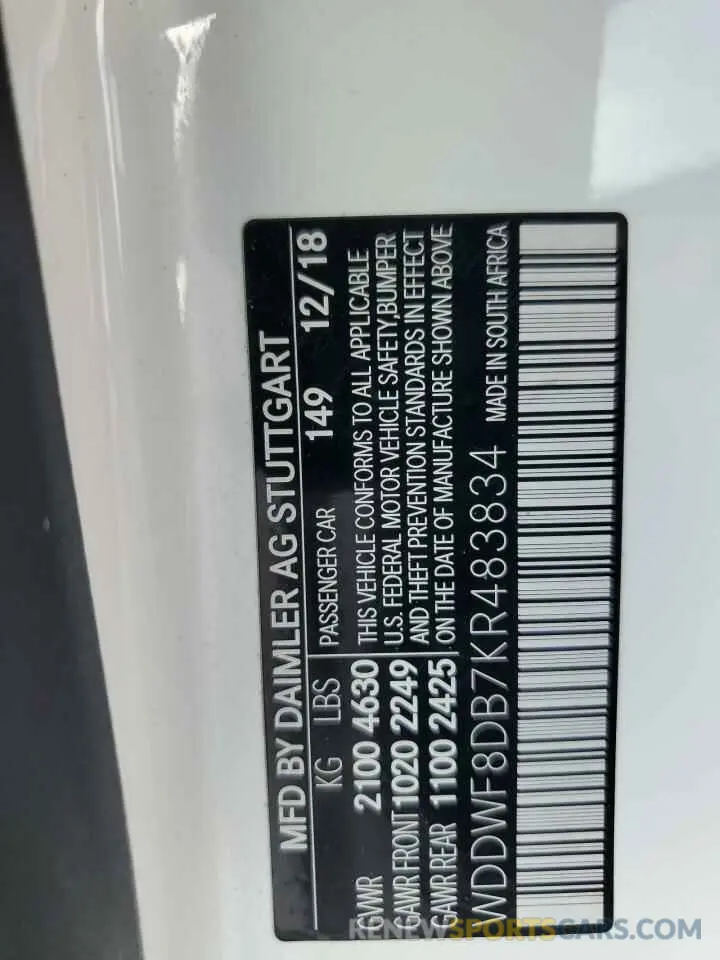 MFD BY DAIMLER AG STUTTGART
KG LBS PASSENGER CAR 149 12/18
GVWR 2100 4630 THIS VEHICLE CONFORMS TO ALL APPLICABLE
GAWR FRONT 1020 2249 U.S. FEDERAL MOTOR VEHICLE SAFETY,BUMPER,
GAWR REAR 1100 2425 AND THEFT PREVENTION STANDARDS IN EFFECT
ON THE DATE OF MANUFACTURE SHOWN ABOVE
WDDWF8DB7KR483834 MADE IN SOUTH AFRICA
RENEWSPORTSCARS.COM